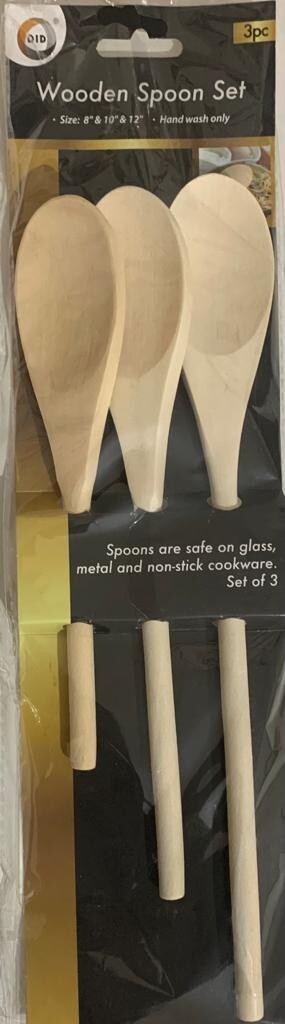 DID
3pc
Wooden Spoon Set
• Size: 8" & 10" & 12" • Hand wash only
Spoons are safe on glass,
metal and non-stick cookware.
Set of 3